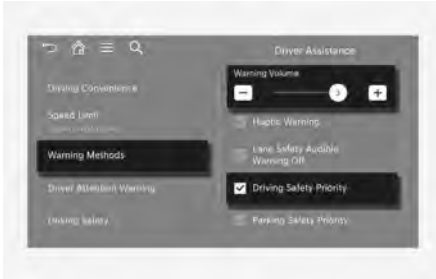 Driver Assistance
Driving Convenience
Speed Limit
Warning Methods
Driver Attention Warning
Driving Safety
Warning Volume
Haptic Warning
Lane Safety Audible
Warning Off
Driving Safety Priority
Parking Safety Priority